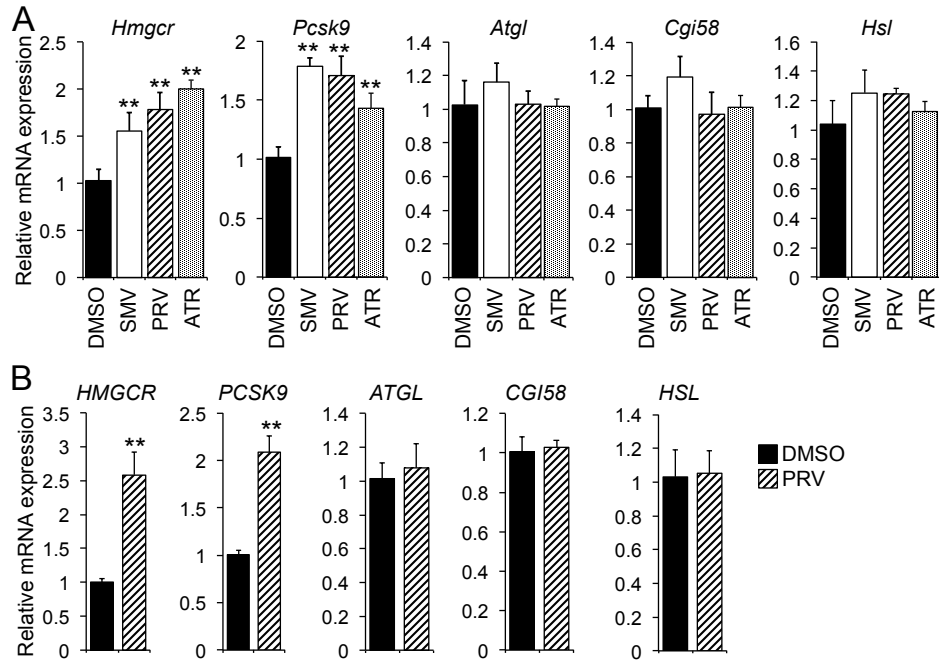 A
Hmgcr
Pcsk9
Atgl
Cgi58
Hsl
Relative mRNA expression
2.5
2
1.5
1
0.5
0
**
**
**
DMSO
SMV
PRV
ATR
2
1.5
1
0.5
0
**
**
**
DMSO
SMV
PRV
ATR
1.4
1.2
1
0.8
0.6
0.4
0.2
0
DMSO
SMV
PRV
ATR
1.4
1.2
1
0.8
0.6
0.4
0.2
0
DMSO
SMV
PRV
ATR
1.6
1.4
1.2
1
0.8
0.6
0.4
0.2
0
DMSO
SMV
PRV
ATR
B
HMGCR
PCSK9
ATGL
CGI58
HSL
Relative mRNA expression
3.5
3
2.5
2
1.5
1
0.5
0
**
2.5
2
1.5
1
0.5
0
**
1.4
1.2
1
0.8
0.6
0.4
0.2
0
1.2
1
0.8
0.6
0.4
0.2
0
1.4
1.2
1
0.8
0.6
0.4
0.2
0
DMSO
PRV